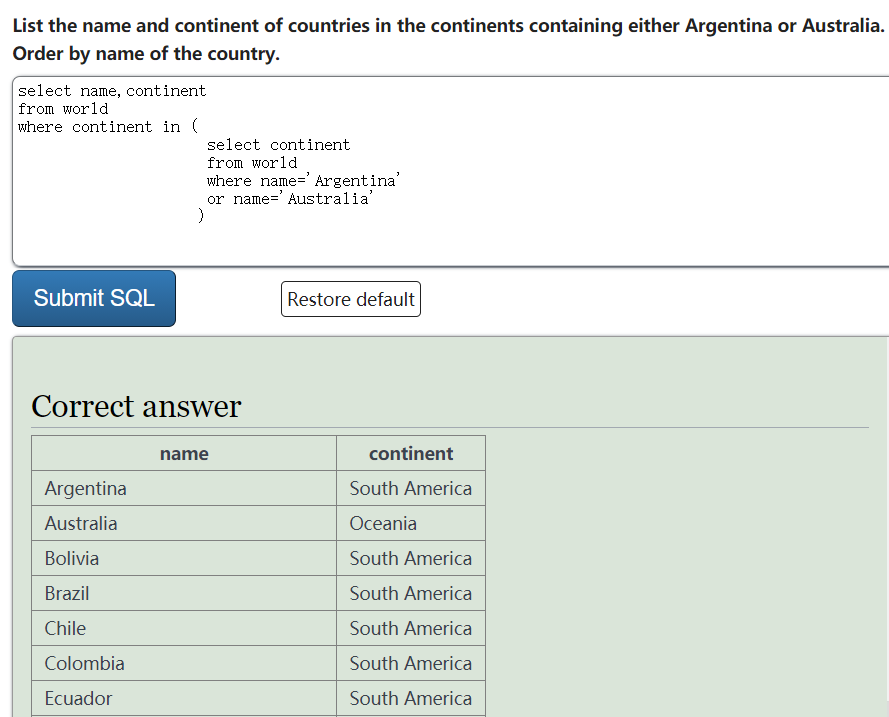 List the name and continent of countries in the continents containing either Argentina or Australia.
Order by name of the country.
select name,continent
from world
where continent in (
select continent
from world
where name='Argentina'
or name='Australia'
)
Submit SQL
Restore default
Correct answer
name continent
Argentina South America
Australia Oceania
Bolivia South America
Brazil South America
Chile South America
Colombia South America
Ecuador South America